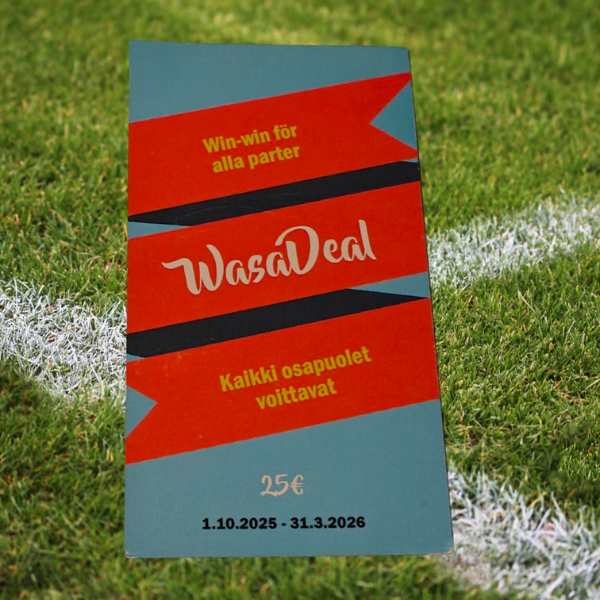 Win-win för
alla parter
WasaDeal
Kaikki osapuolet
voittavat
25€
1.10.2025 - 31.3.2026